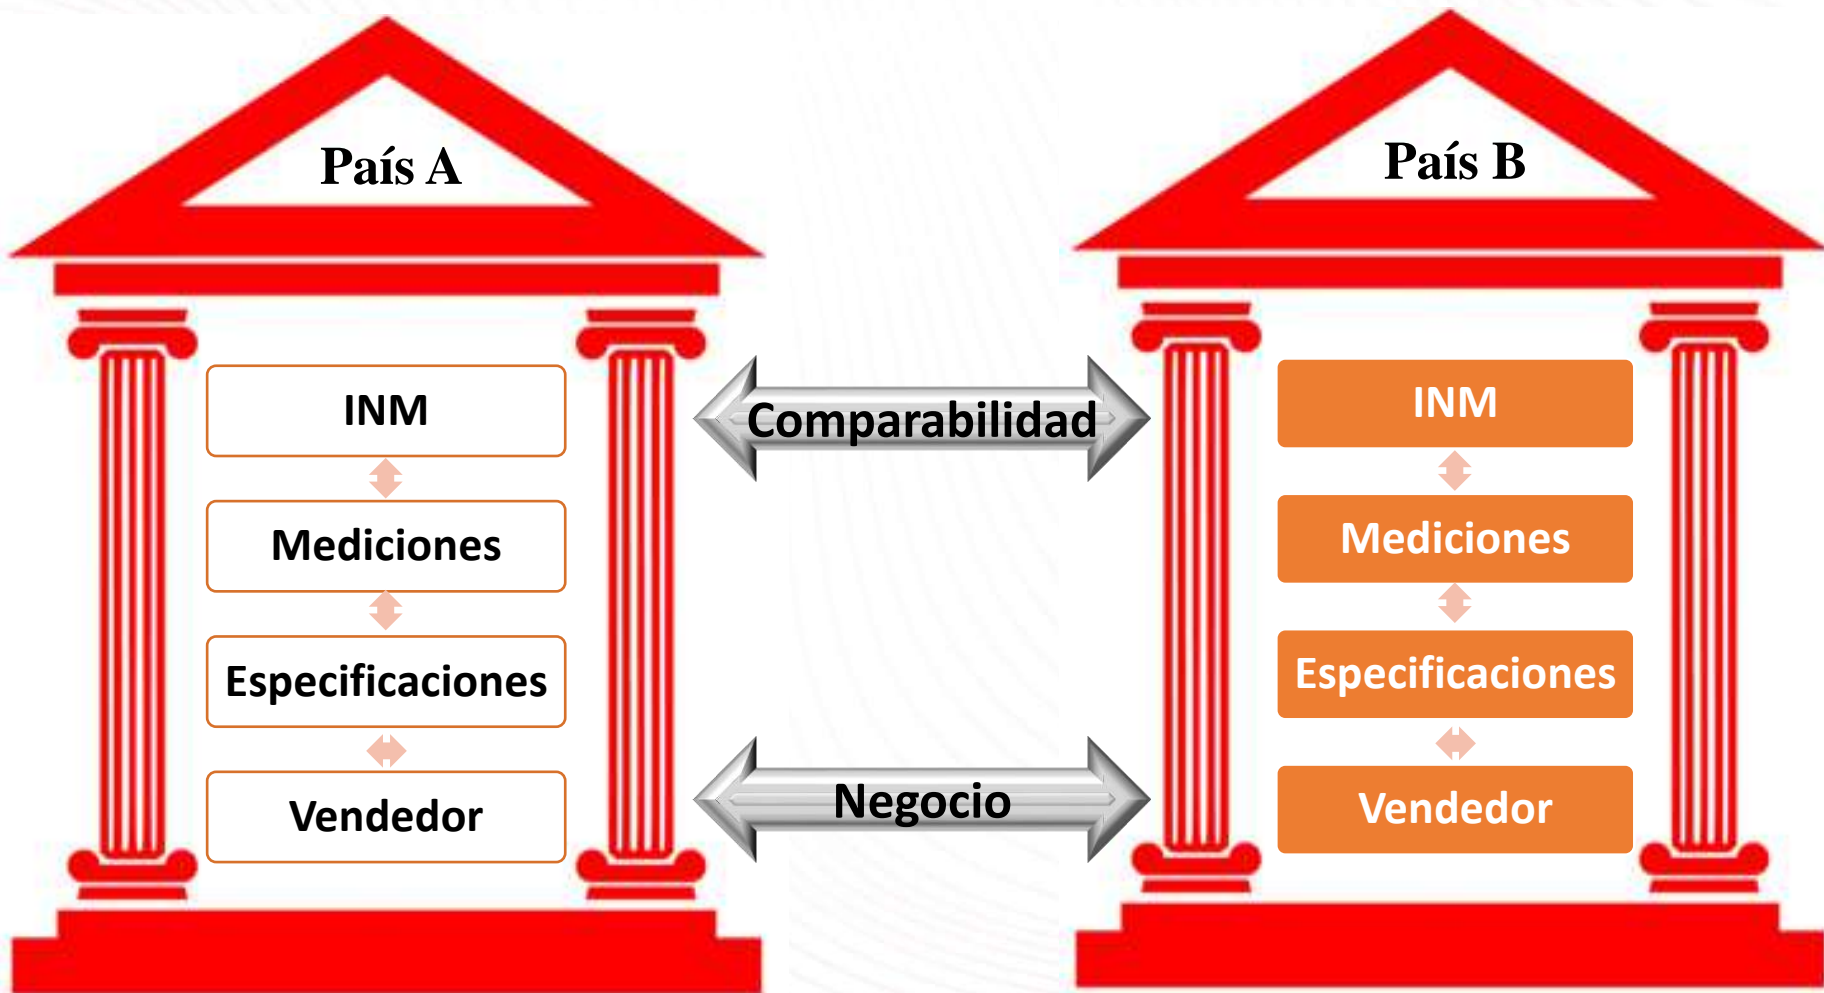 País A
INM
Mediciones
Especificaciones
Vendedor
Comparabilidad
Negocio
País B
INM
Mediciones
Especificaciones
Vendedor